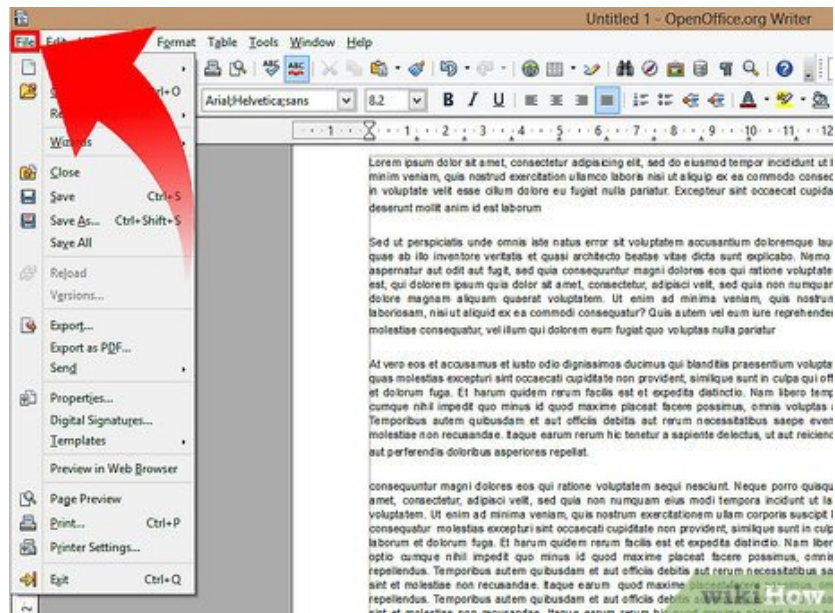 Untitled 1 - OpenOffice.org Writer
File Format Table Tools Window Help
Arial;Helvetica;sans 8.2 B I U
1 1 2 3 4 5 6 7 8 9 10 11 12
Wizards
Close
Save Ctrl+S
Save As... Ctrl+Shift+S
Save All
Reload
Versions...
Export...
Export as PDF...
Send
Properties...
Digital Signatures...
Templates
Preview in Web Browser
Page Preview
Print... Ctrl+P
Printer Settings...
Exit Ctrl+Q
Lorem ipsum dolor sit amet, consectetur adipisicing elit, sed do eiusmod tempor incididunt ut
minim veniam, quis nostrud exercitation ullamco laboris nisi ut aliquip ex ea commodo
in voluptate velit esse cillum dolore eu fugiat nulla pariatur. Excepteur sint occaecat
deserunt mollit anim id est laborum
Sed ut perspiciatis unde omnis iste natus error sit voluptatem accusantium doloremque
quae ab illo inventore veritatis et quasi architecto beatae vitae dicta sunt explicabo. Nemo
aspernatur aut odit aut fugit, sed quia consequuntur magni dolores eos qui ratione
est, qui dolorem ipsum quia dolor sit amet, consectetur, adipisci velit, sed quia non
dolore magnam aliquam quaerat voluptatem. Ut enim ad minima veniam, quis
laboriosam, nisi ut aliquid ex ea commodi consequatur? Quis autem vel eum iure
molestiae consequatur, vel illum qui dolorem eum fugiat quo voluptas nulla pariatur
At vero eos et accusamus et iusto odio dignissimos ducimus qui blanditiis praesentium
quas molestias excepturi sint occaecati cupiditate non provident, similique sunt in culpa qui
et dolorum fuga. Et harum quidem rerum facilis est et expedita distinctio. Nam libero
cumque nihil impedit quo minus id quod maxime placeat facere possimus, omnis voluptas
Temporibus autem quibusdam et aut officiis debitis aut rerum necessitatibus saepe
molestiae non recusandae. Itaque earum rerum hic tenetur a sapiente delectus, ut aut
aut perferendis doloribus asperiores repellat.
consequuntur magni dolores eos qui ratione voluptatem sequi nesciunt. Neque porro
amet, consectetur, adipisci velit, sed quia non numquam eius modi tempora incidunt ut
voluptatem. Ut enim ad minima veniam, quis nostrum exercitationem ullam corporis suscipit
consequatur molestias excepturi sint occaecati cupiditate non provident, similique sunt in
laborum et dolorum fuga. Et harum quidem rerum facilis est et expedita distinctio. Nam
optio cumque nihil impedit quo minus id quod maxime placeat facere possimus,
repellendus. Temporibus autem quibusdam et aut officiis debitis aut rerum necessitatibus
sint et molestiae non recusandae. Itaque earum quod maxime
repellendus. Temporibus autem quibusdam et aut officiis
wikiHow